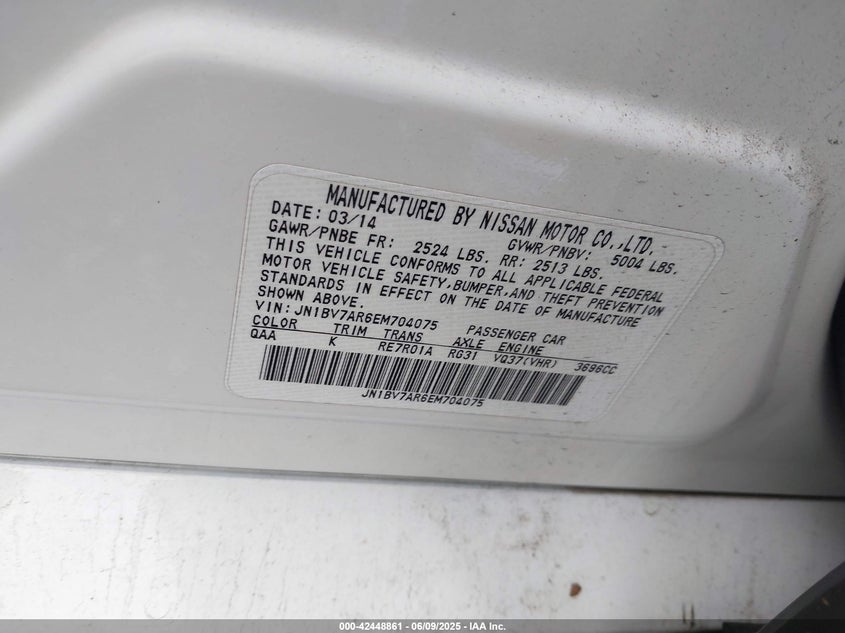 MANUFACTURED BY NISSAN MOTOR CO.,LTD.
DATE: 03/14 GVWR/PNBV: 5004 LBS.
GAWR/PNBE FR: 2524 LBS. RR: 2513 LBS.
THIS VEHICLE CONFORMS TO ALL APPLICABLE FEDERAL
MOTOR VEHICLE SAFETY,BUMPER,AND THEFT PREVENTION
STANDARDS IN EFFECT ON THE DATE OF MANUFACTURE
SHOWN ABOVE.
VIN:JN1BV7AR6EM704075 PASSENGER CAR
COLOR TRIM TRANS AXLE ENGINE
QAA K RE7R01A RG31 VQ37(VHR) 3696CC
JN1BV7AR6EM704075
000-42448861 - 06/09/2025 - IAA Inc.